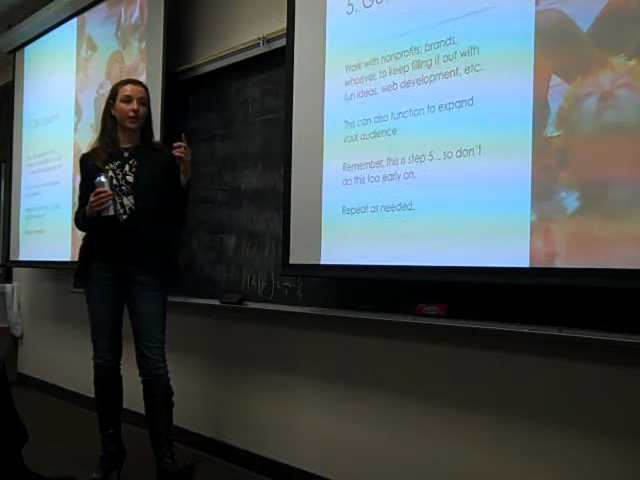 5.
Work with nonprofits, brands,
whoever, to keep filling it out with
fun ideas, web development, etc.
This can also function to expand
your audience.
Remember, this is step 5 ... so don't
do this too early on.
Repeat as needed.